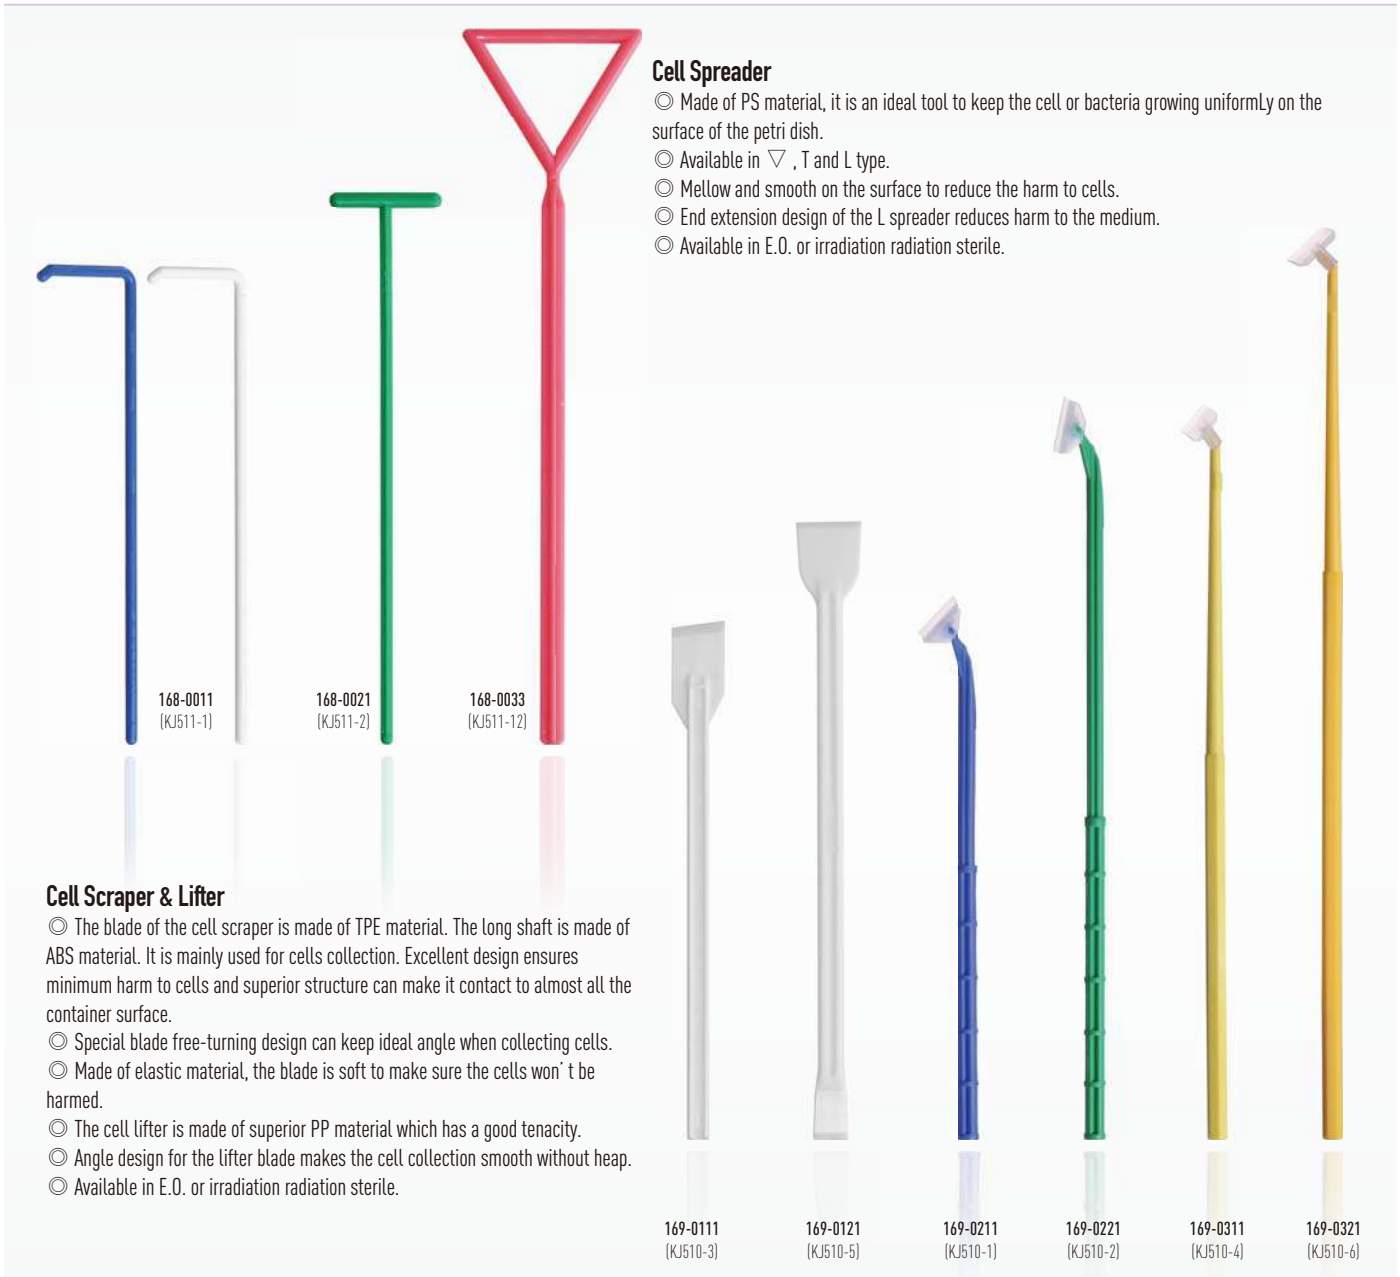 Cell Spreader
◎ Made of PS material, it is an ideal tool to keep the cell or bacteria growing uniformLy on the
surface of the petri dish.
◎ Available in ▽ , T and L type.
◎ Mellow and smooth on the surface to reduce the harm to cells.
◎ End extension design of the L spreader reduces harm to the medium.
◎ Available in E.O. or irradiation radiation sterile.
168-0011
(KJ511-1)
168-0021
(KJ511-2)
168-0033
(KJ511-12)
Cell Scraper & Lifter
◎ The blade of the cell scraper is made of TPE material. The long shaft is made of
ABS material. It is mainly used for cells collection. Excellent design ensures
minimum harm to cells and superior structure can make it contact to almost all the
container surface.
◎ Special blade free-turning design can keep ideal angle when collecting cells.
◎ Made of elastic material, the blade is soft to make sure the cells won' t be
harmed.
◎ The cell lifter is made of superior PP material which has a good tenacity.
◎ Angle design for the lifter blade makes the cell collection smooth without heap.
◎ Available in E.O. or irradiation radiation sterile.
169-0111
(KJ510-3)
169-0121
(KJ510-5)
169-0211
(KJ510-1)
169-0221
(KJ510-2)
169-0311
(KJ510-4)
169-0321
(KJ510-6)